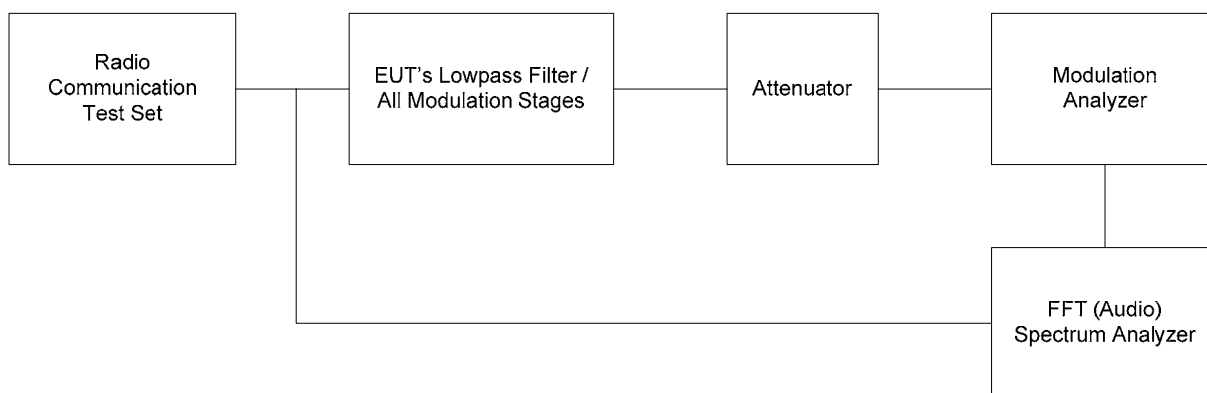 Radio
Communication
Test Set
EUT's Lowpass Filter /
All Modulation Stages
Attenuator
Modulation
Analyzer
FFT (Audio)
Spectrum Analyzer